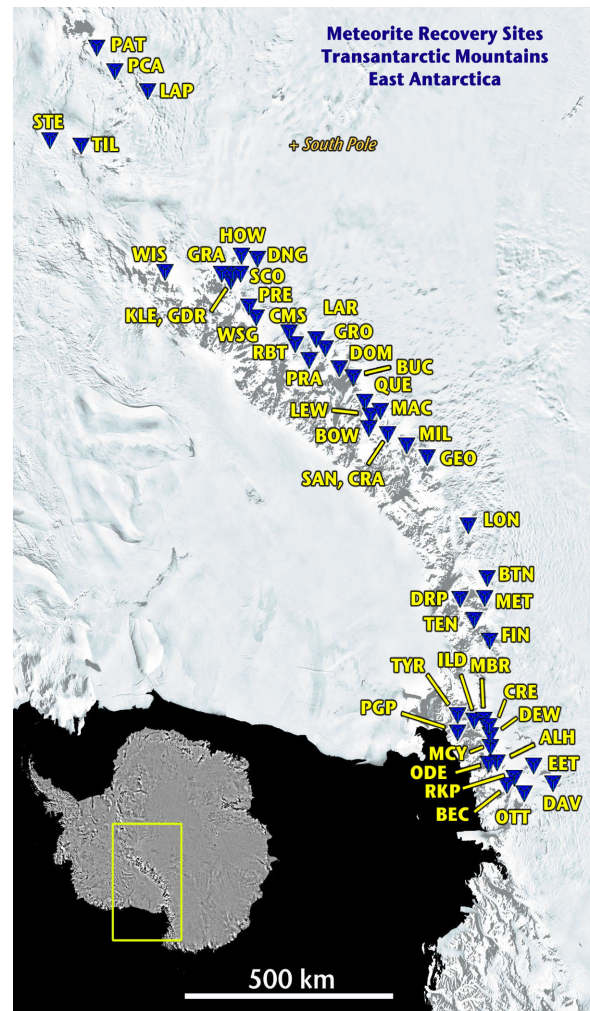 Meteorite Recovery Sites
Transantarctic Mountains
East Antarctica
PAT
PCA
LAP
STE
TIL
+ South Pole
HOW
WIS
GRA
DNG
SCO
KLE, GDR
PRE
CMS
LAR
WSG
GRO
RBT
DOM
PRA
BUC
QUE
LEW
MAC
BOW
MIL
GEO
SAN, CRA
LON
BTN
DRP
MET
TEN
FIN
TYR
ILD
MBR
CRE
PGP
DEW
ALH
MCY
EET
ODE
RKP
DAV
BEC
OTT
500 km